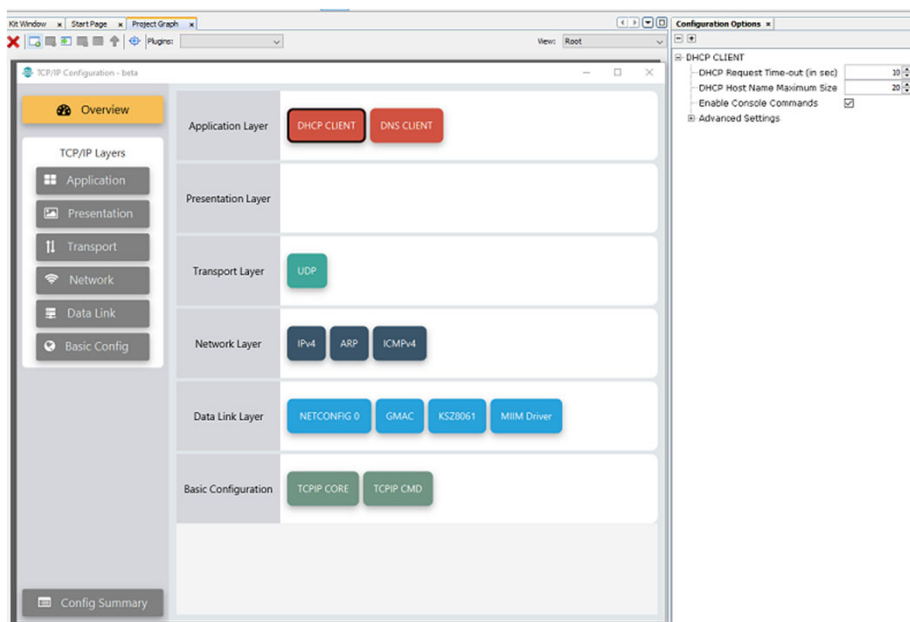 Kit Window x Start Page x Project Graph x
Plugins: View: Root
TCP/IP Configuration - beta
Overview
TCP/IP Layers
Application
Presentation
Transport
Network
Data Link
Basic Config
Config Summary
Application Layer DHCP CLIENT DNS CLIENT
Presentation Layer
Transport Layer UDP
Network Layer IPv4 ARP ICMPv4
Data Link Layer NETCONFIG 0 GMAC KSZ8061 MIIM Driver
Basic Configuration TCPIP CORE TCPIP CMD
Configuration Options x
DHCP CLIENT
DHCP Request Time-out (in sec) 10
DHCP Host Name Maximum Size 20
Enable Console Commands
Advanced Settings